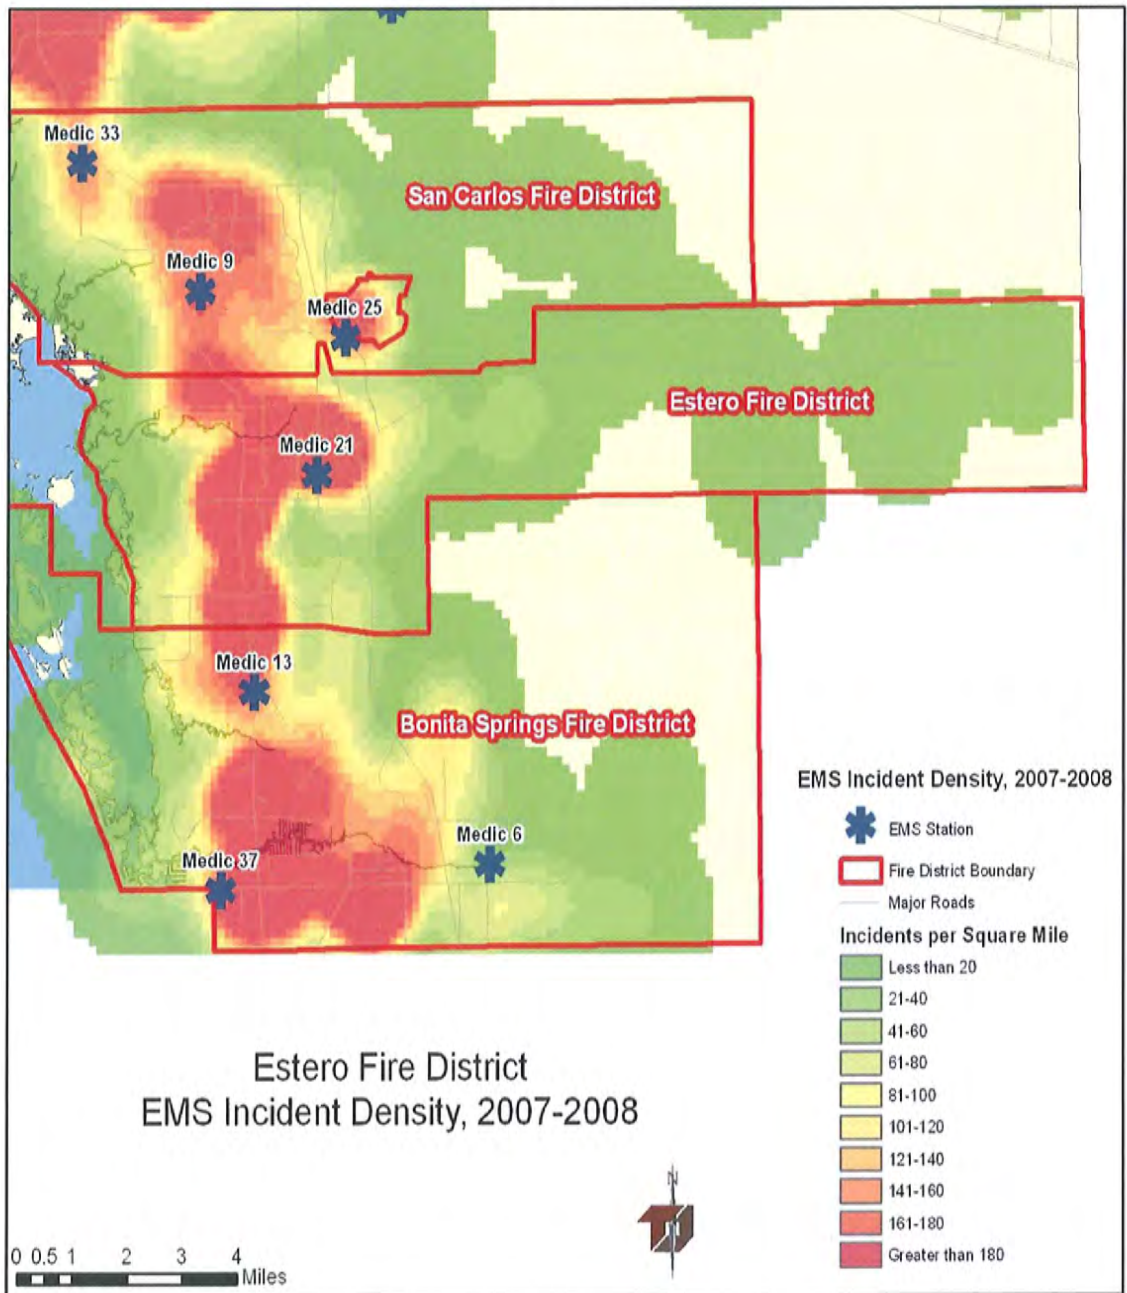 Medic 33
San Carlos Fire District
Medic 9
Medic 25
Estero Fire District
Medic 21
Medic 13
Bonita Springs Fire District
Medic 6
Medic 37
EMS Incident Density, 2007-2008
EMS Station
Fire District Boundary
Major Roads
Incidents per Square Mile
Less than 20
21-40
41-60
61-80
81-100
101-120
121-140
141-160
161-180
Greater than 180
Estero Fire District
EMS Incident Density, 2007-2008
N
0 0.5 1 2 3 4
Miles